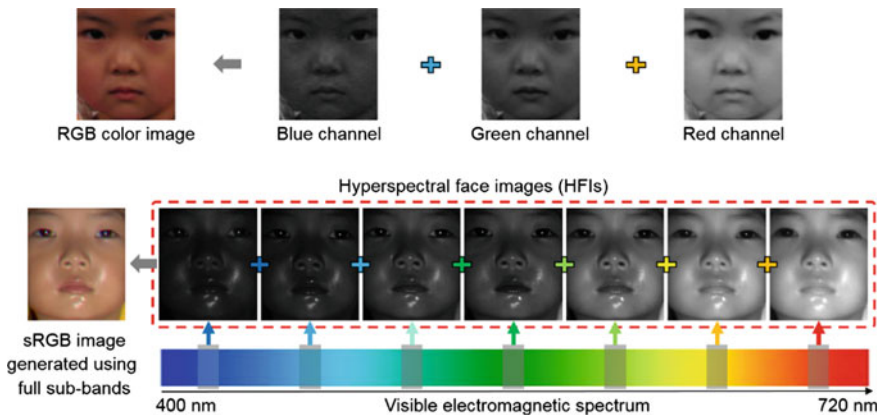 RGB color image
Blue channel
Green channel
Red channel
Hyperspectral face images (HFIs)
sRGB image
generated using
full sub-bands
400 nm
Visible electromagnetic spectrum
720 nm